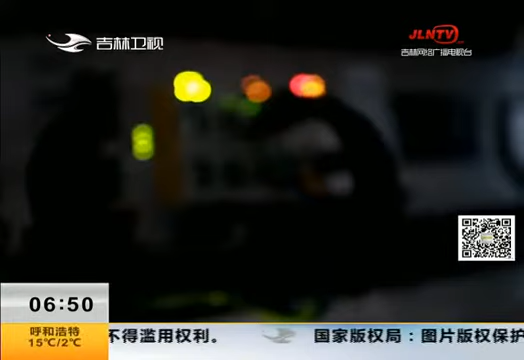 吉林卫视
JLNTV
吉林网络广播电视台
06:50
呼和浩特
15℃/2℃
不得滥用权利。 国家版权局：图片版权保护